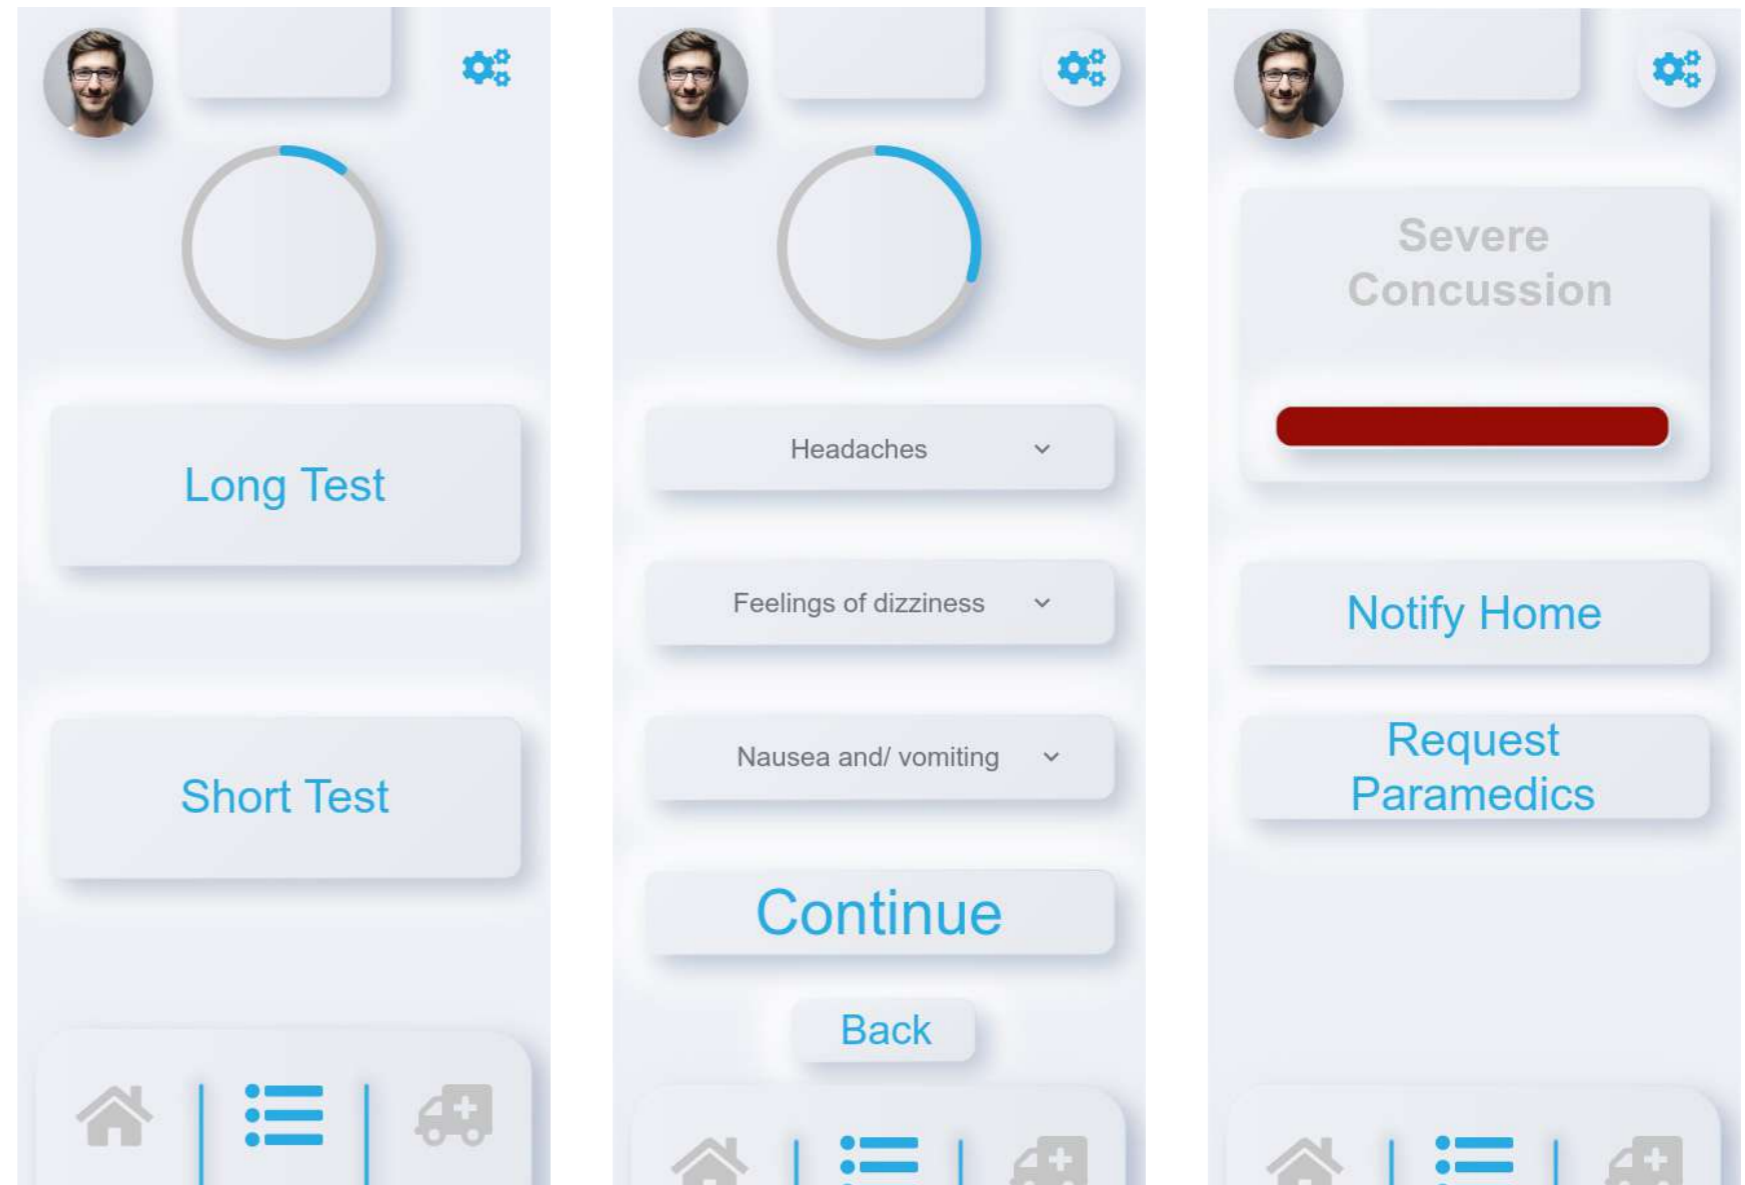 Long Test
Short Test
Headaches
Feelings of dizziness
Nausea and/ vomiting
Continue
Back
Severe
Concussion
Notify Home
Request
Paramedics